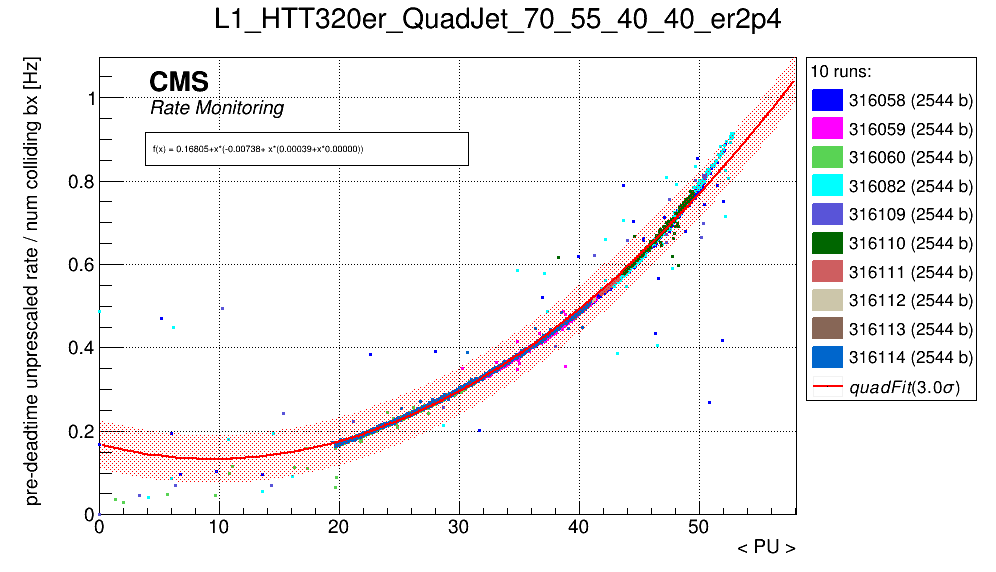 L1_HTT320er_QuadJet_70_55_40_40_er2p4
pre-deadtime unprescaled rate / num colliding bx [Hz]
CMS
Rate Monitoring
f(x) = 0.16805+x*(-0.00738+ x*(0.00039+x*0.00000))
1
0.8
0.6
0.4
0.2
0
0 10 20 30 40 50
< PU >
10 runs:
316058 (2544 b)
316059 (2544 b)
316060 (2544 b)
316082 (2544 b)
316109 (2544 b)
316110 (2544 b)
316111 (2544 b)
316112 (2544 b)
316113 (2544 b)
316114 (2544 b)
quadFit(3.0σ)